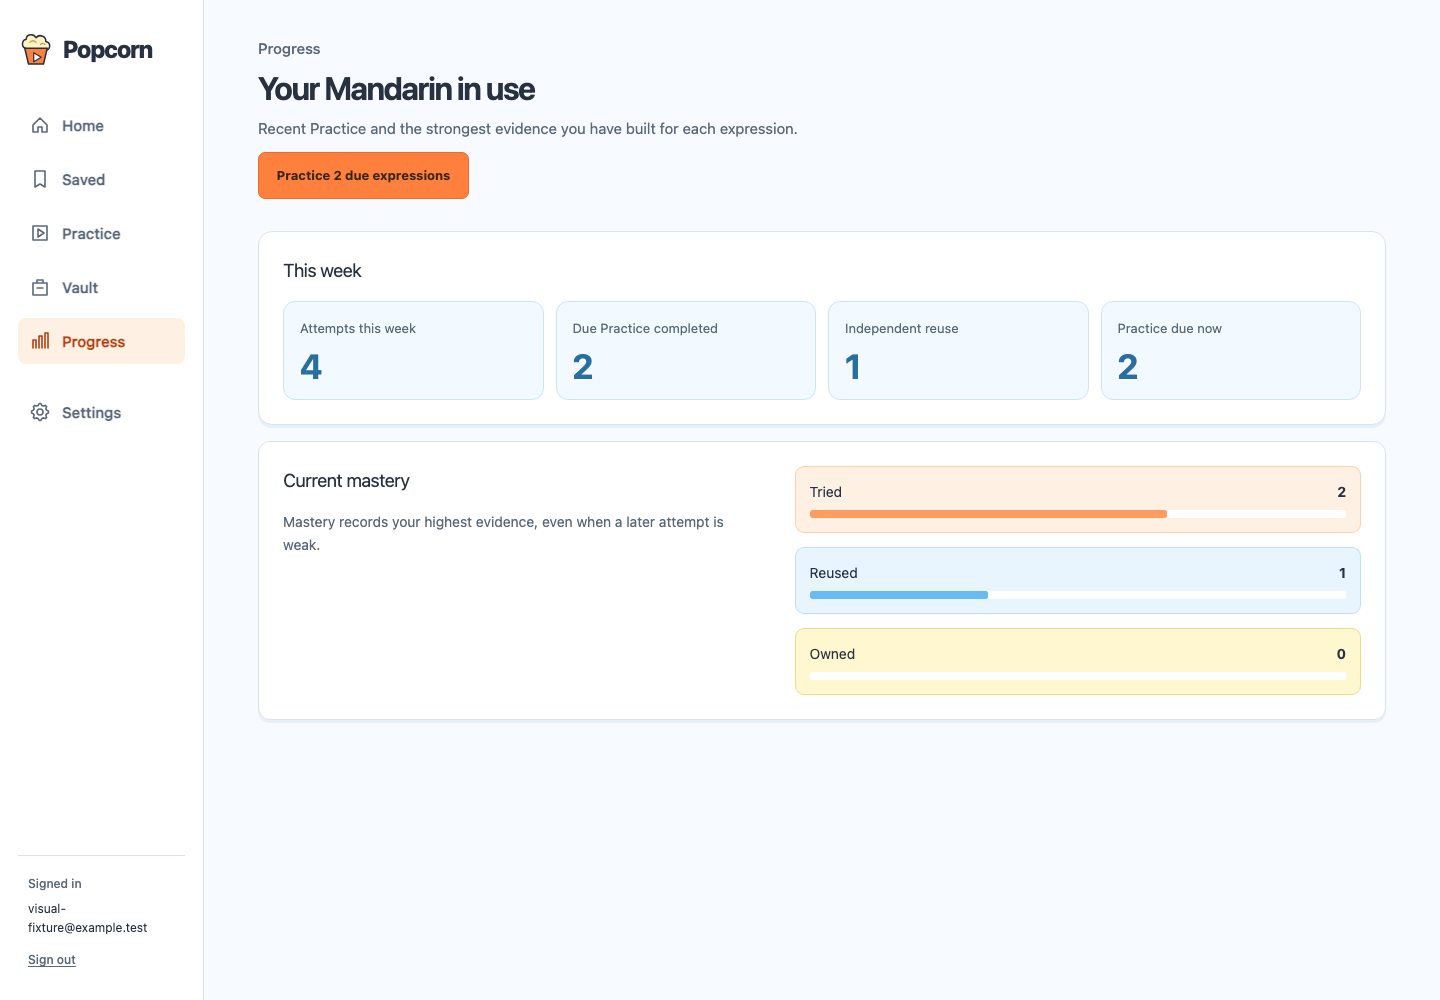 Popcorn
Home
Saved
Practice
Vault
Progress
Settings
Signed in
visual-
fixture@example.test
Sign out
Progress
Your Mandarin in use
Recent Practice and the strongest evidence you have built for each expression.
Practice 2 due expressions
This week
Attempts this week
4
Due Practice completed
2
Independent reuse
1
Practice due now
2
Current mastery
Mastery records your highest evidence, even when a later attempt is
weak.
Tried 2
Reused 1
Owned 0